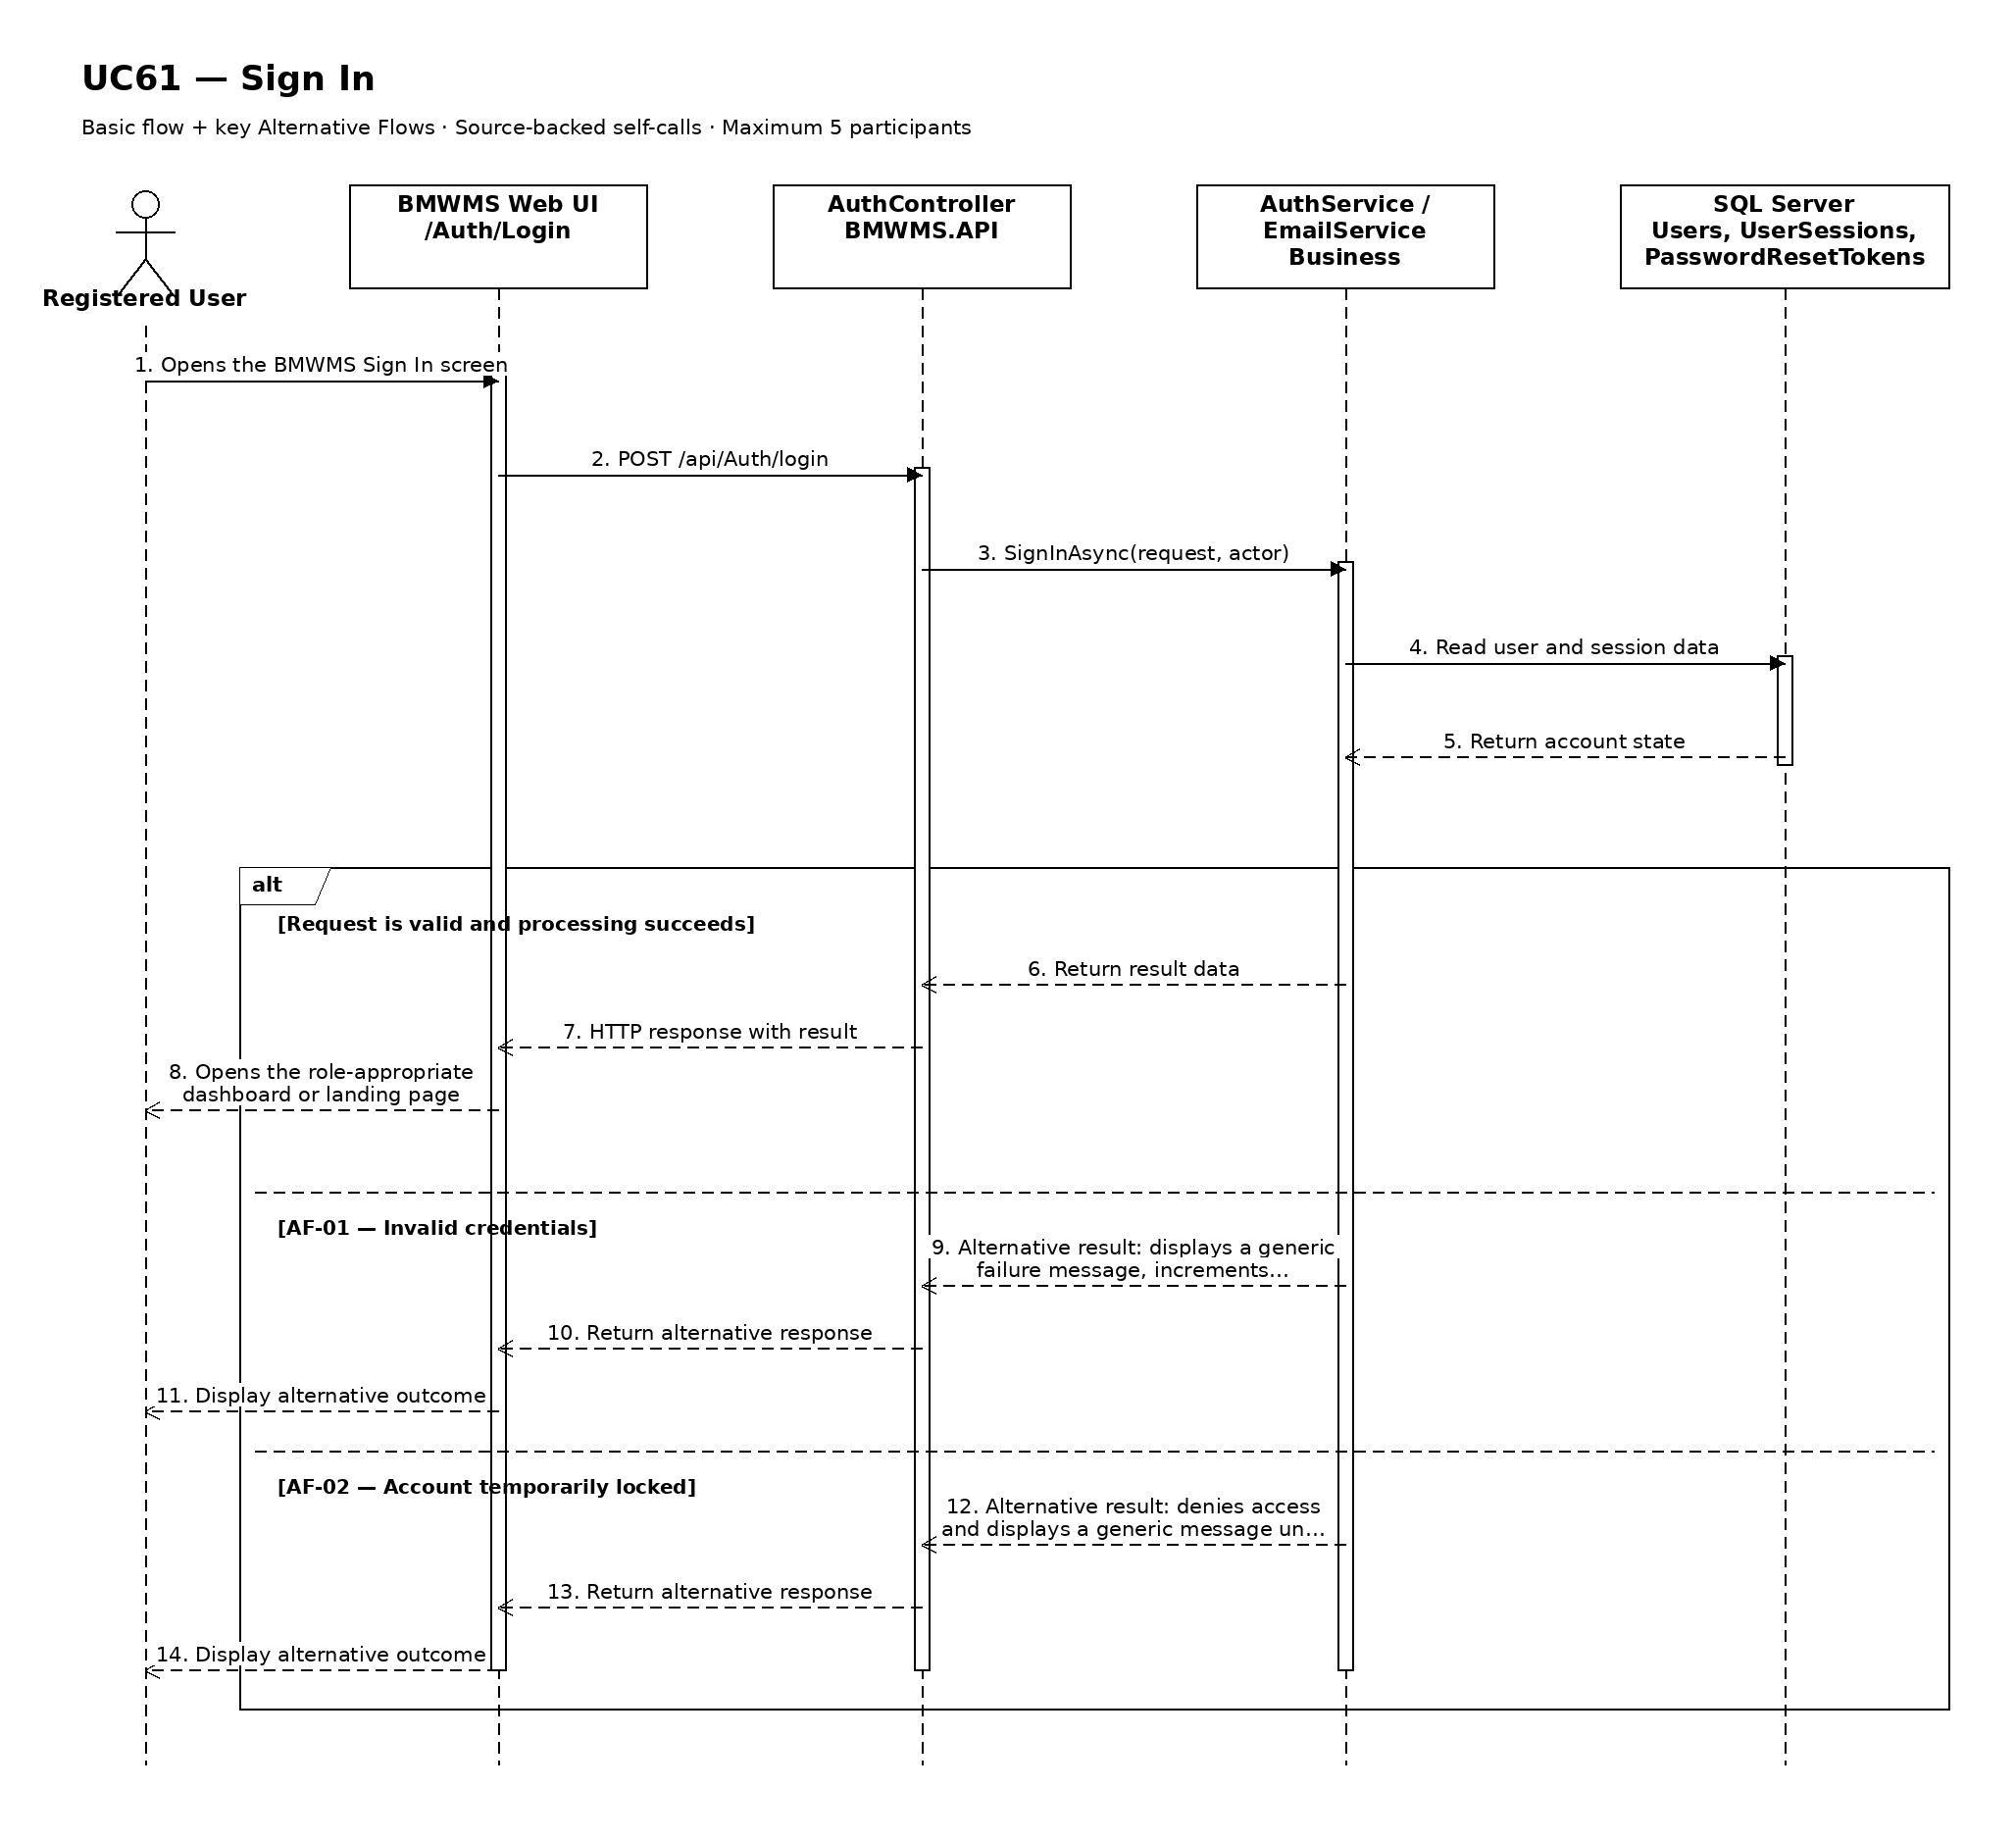 UC61 — Sign In
Basic flow + key Alternative Flows · Source-backed self-calls · Maximum 5 participants
Registered User
BMWMS Web UI
/Auth/Login
AuthController
BMWMS.API
AuthService /
EmailService
Business
SQL Server
Users, UserSessions,
PasswordResetTokens
1. Opens the BMWMS Sign In screen
2. POST /api/Auth/login
3. SignInAsync(request, actor)
4. Read user and session data
5. Return account state
alt
[Request is valid and processing succeeds]
6. Return result data
7. HTTP response with result
8. Opens the role-appropriate
dashboard or landing page
[AF-01 — Invalid credentials]
9. Alternative result: displays a generic
failure message, increments...
10. Return alternative response
11. Display alternative outcome
[AF-02 — Account temporarily locked]
12. Alternative result: denies access
and displays a generic message un...
13. Return alternative response
14. Display alternative outcome